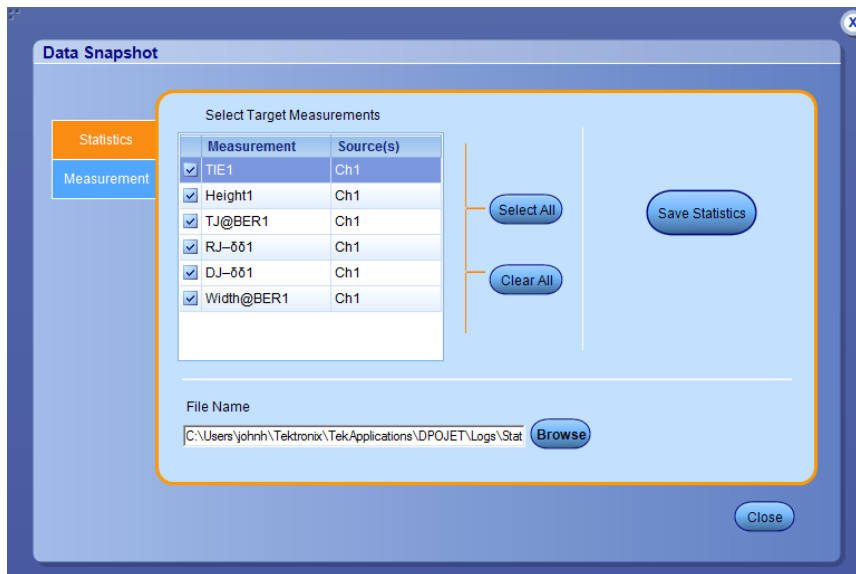 X
Data Snapshot
Select Target Measurements
Statistics
Measurement
Measurement Source(s)
TIE1 Ch1
Height1 Ch1
TJ@BER1 Ch1
RJ–δδ1 Ch1
DJ–δδ1 Ch1
Width@BER1 Ch1
Select All
Clear All
Save Statistics
File Name
C:\Users\johnh\Tektronix\TekApplications\DPOJET\Logs\Stat
Browse
Close